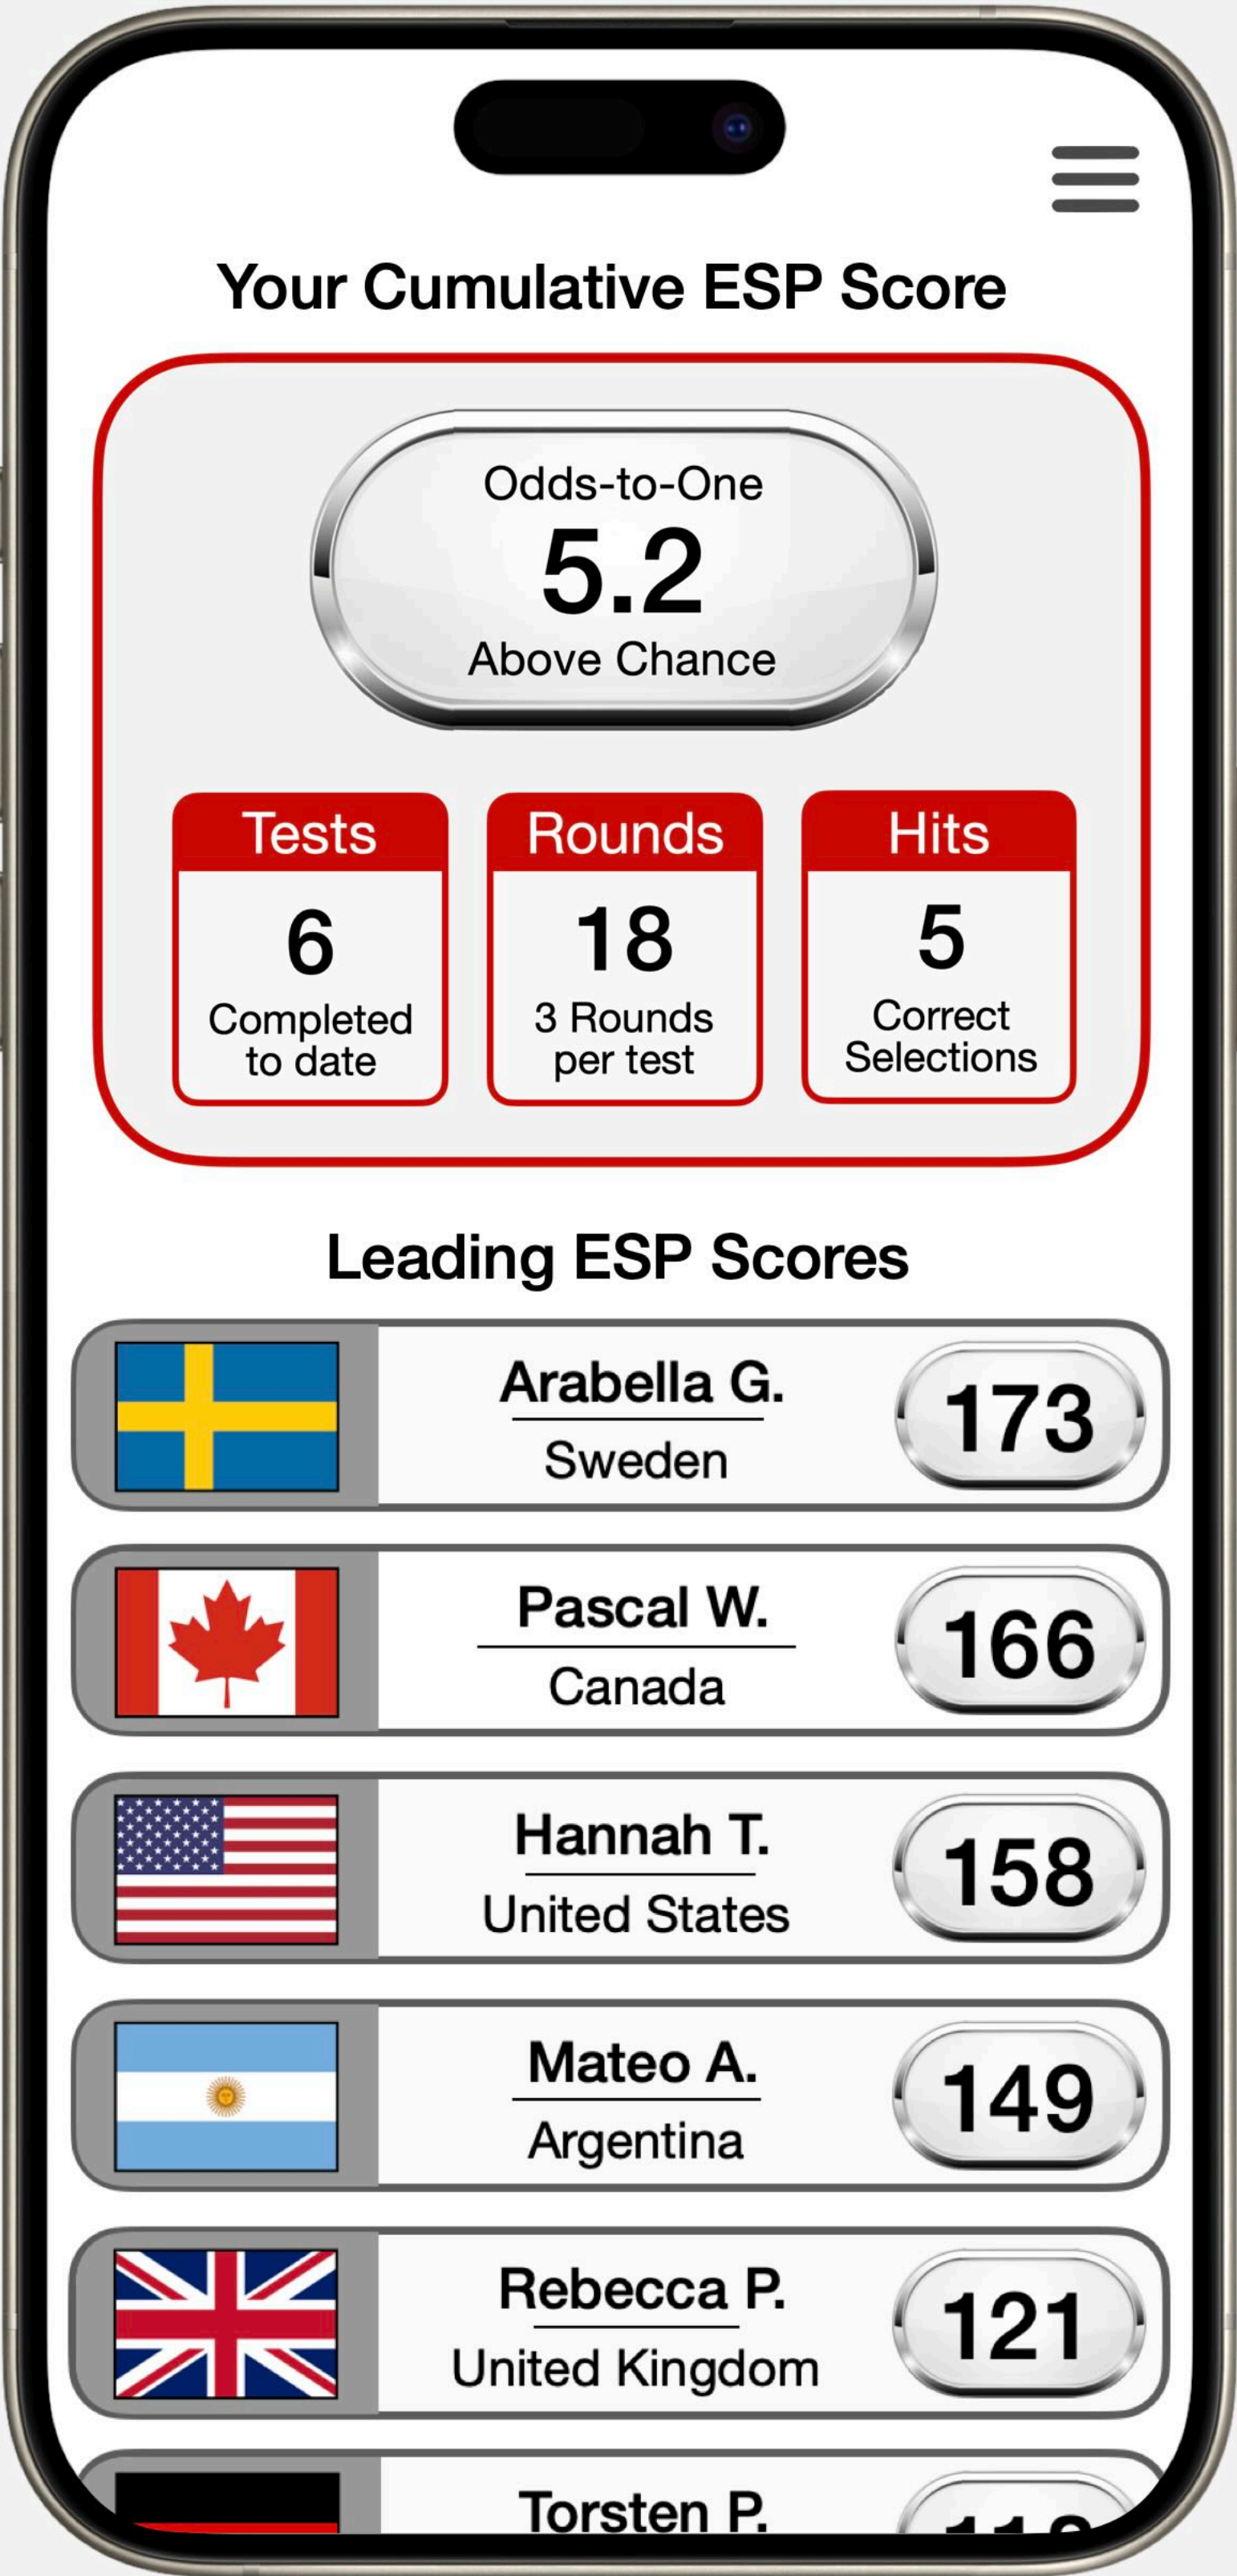 Your Cumulative ESP Score
Odds-to-One
5.2
Above Chance
Tests
6
Completed
to date
Rounds
18
3 Rounds
per test
Hits
5
Correct
Selections
Leading ESP Scores
Arabella G.
Sweden
173
Pascal W.
Canada
166
Hannah T.
United States
158
Mateo A.
Argentina
149
Rebecca P.
United Kingdom
121
Torsten P.